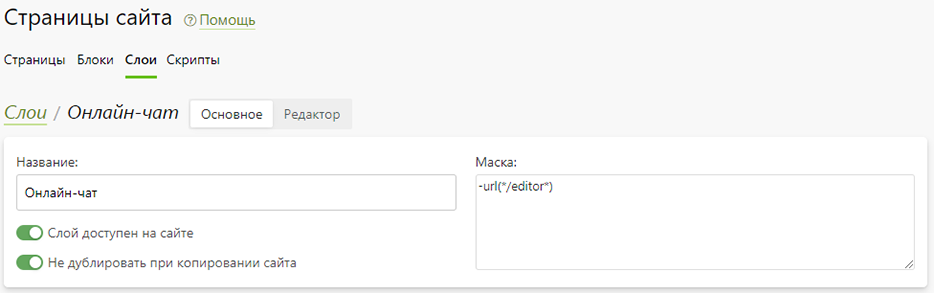 Страницы сайта ? Помощь
Страницы Блоки Слои Скрипты
Слои / Онлайн-чат Основное Редактор
Название: Маска:
Онлайн-чат -url(*/editor*)
Слой доступен на сайте
Не дублировать при копировании сайта